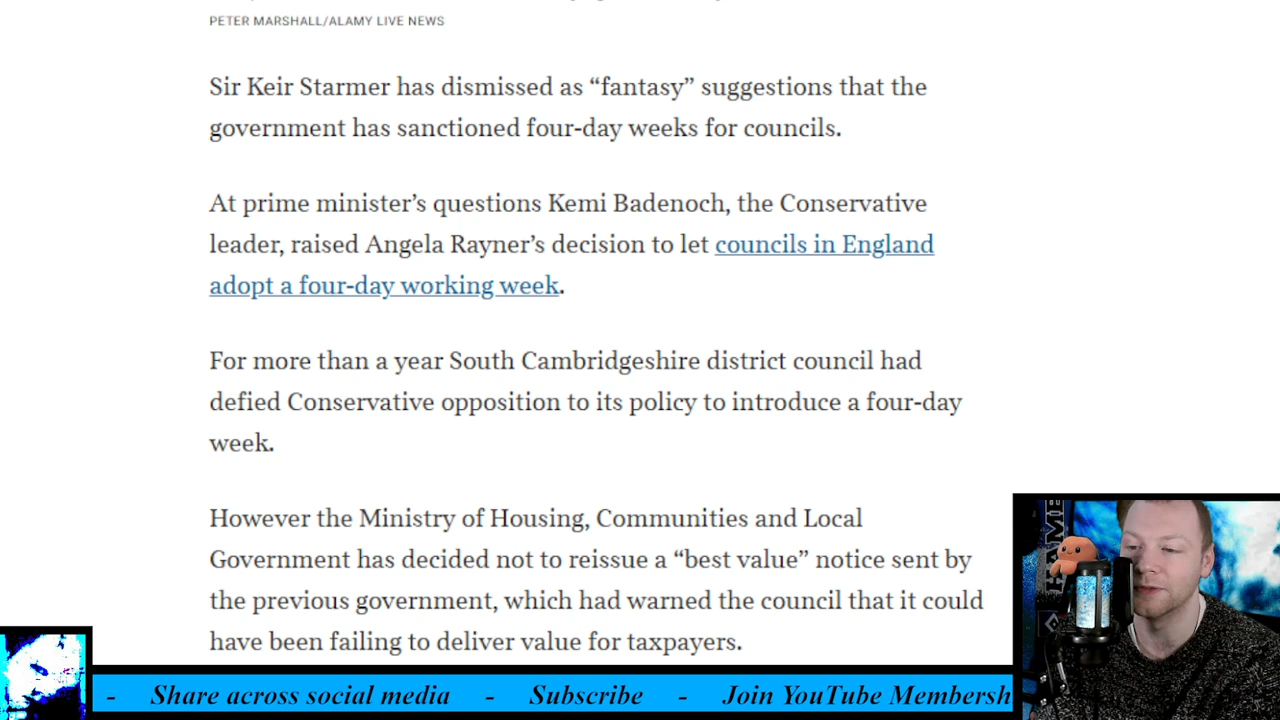 PETER MARSHALL/ALAMY LIVE NEWS
Sir Keir Starmer has dismissed as “fantasy” suggestions that the
government has sanctioned four-day weeks for councils.
At prime minister’s questions Kemi Badenoch, the Conservative
leader, raised Angela Rayner’s decision to let councils in England
adopt a four-day working week.
For more than a year South Cambridgeshire district council had
defied Conservative opposition to its policy to introduce a four-day
week.
However the Ministry of Housing, Communities and Local
Government has decided not to reissue a “best value” notice sent by
the previous government, which had warned the council that it could
have been failing to deliver value for taxpayers.
- Share across social media - Subscribe - Join YouTube Membersh